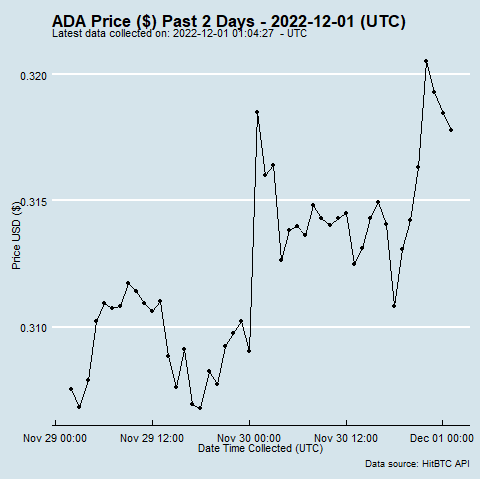 ADA Price ($) Past 2 Days - 2022-12-01 (UTC)
Latest data collected on: 2022-12-01 01:04:27  - UTC
0.320
0.315
0.310
Price USD ($)
Nov 29 00:00 Nov 29 12:00 Nov 30 00:00 Nov 30 12:00 Dec 01 00:00
Date Time Collected (UTC)
Data source: HitBTC API